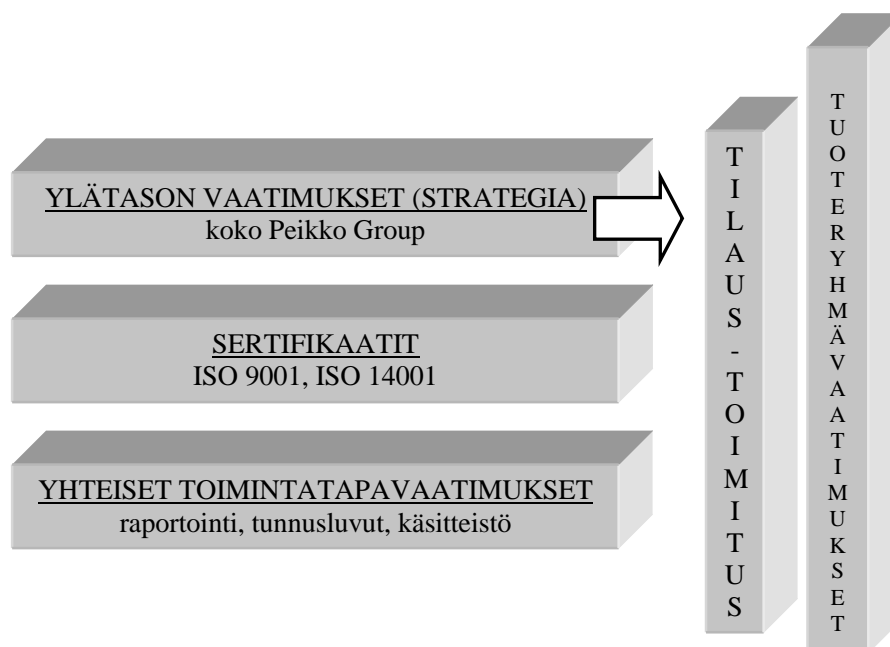 YLÄTASON VAATIMUKSET (STRATEGIA)
koko Peikko Group
SERTIFIKAATIT
ISO 9001, ISO 14001
YHTEISET TOIMINTATAPAVAATIMUKSET
raportointi, tunnusluvut, käsitteistö
TILAUS-TOIMITUS
TUOTERYHMÄVAATIMUKSET